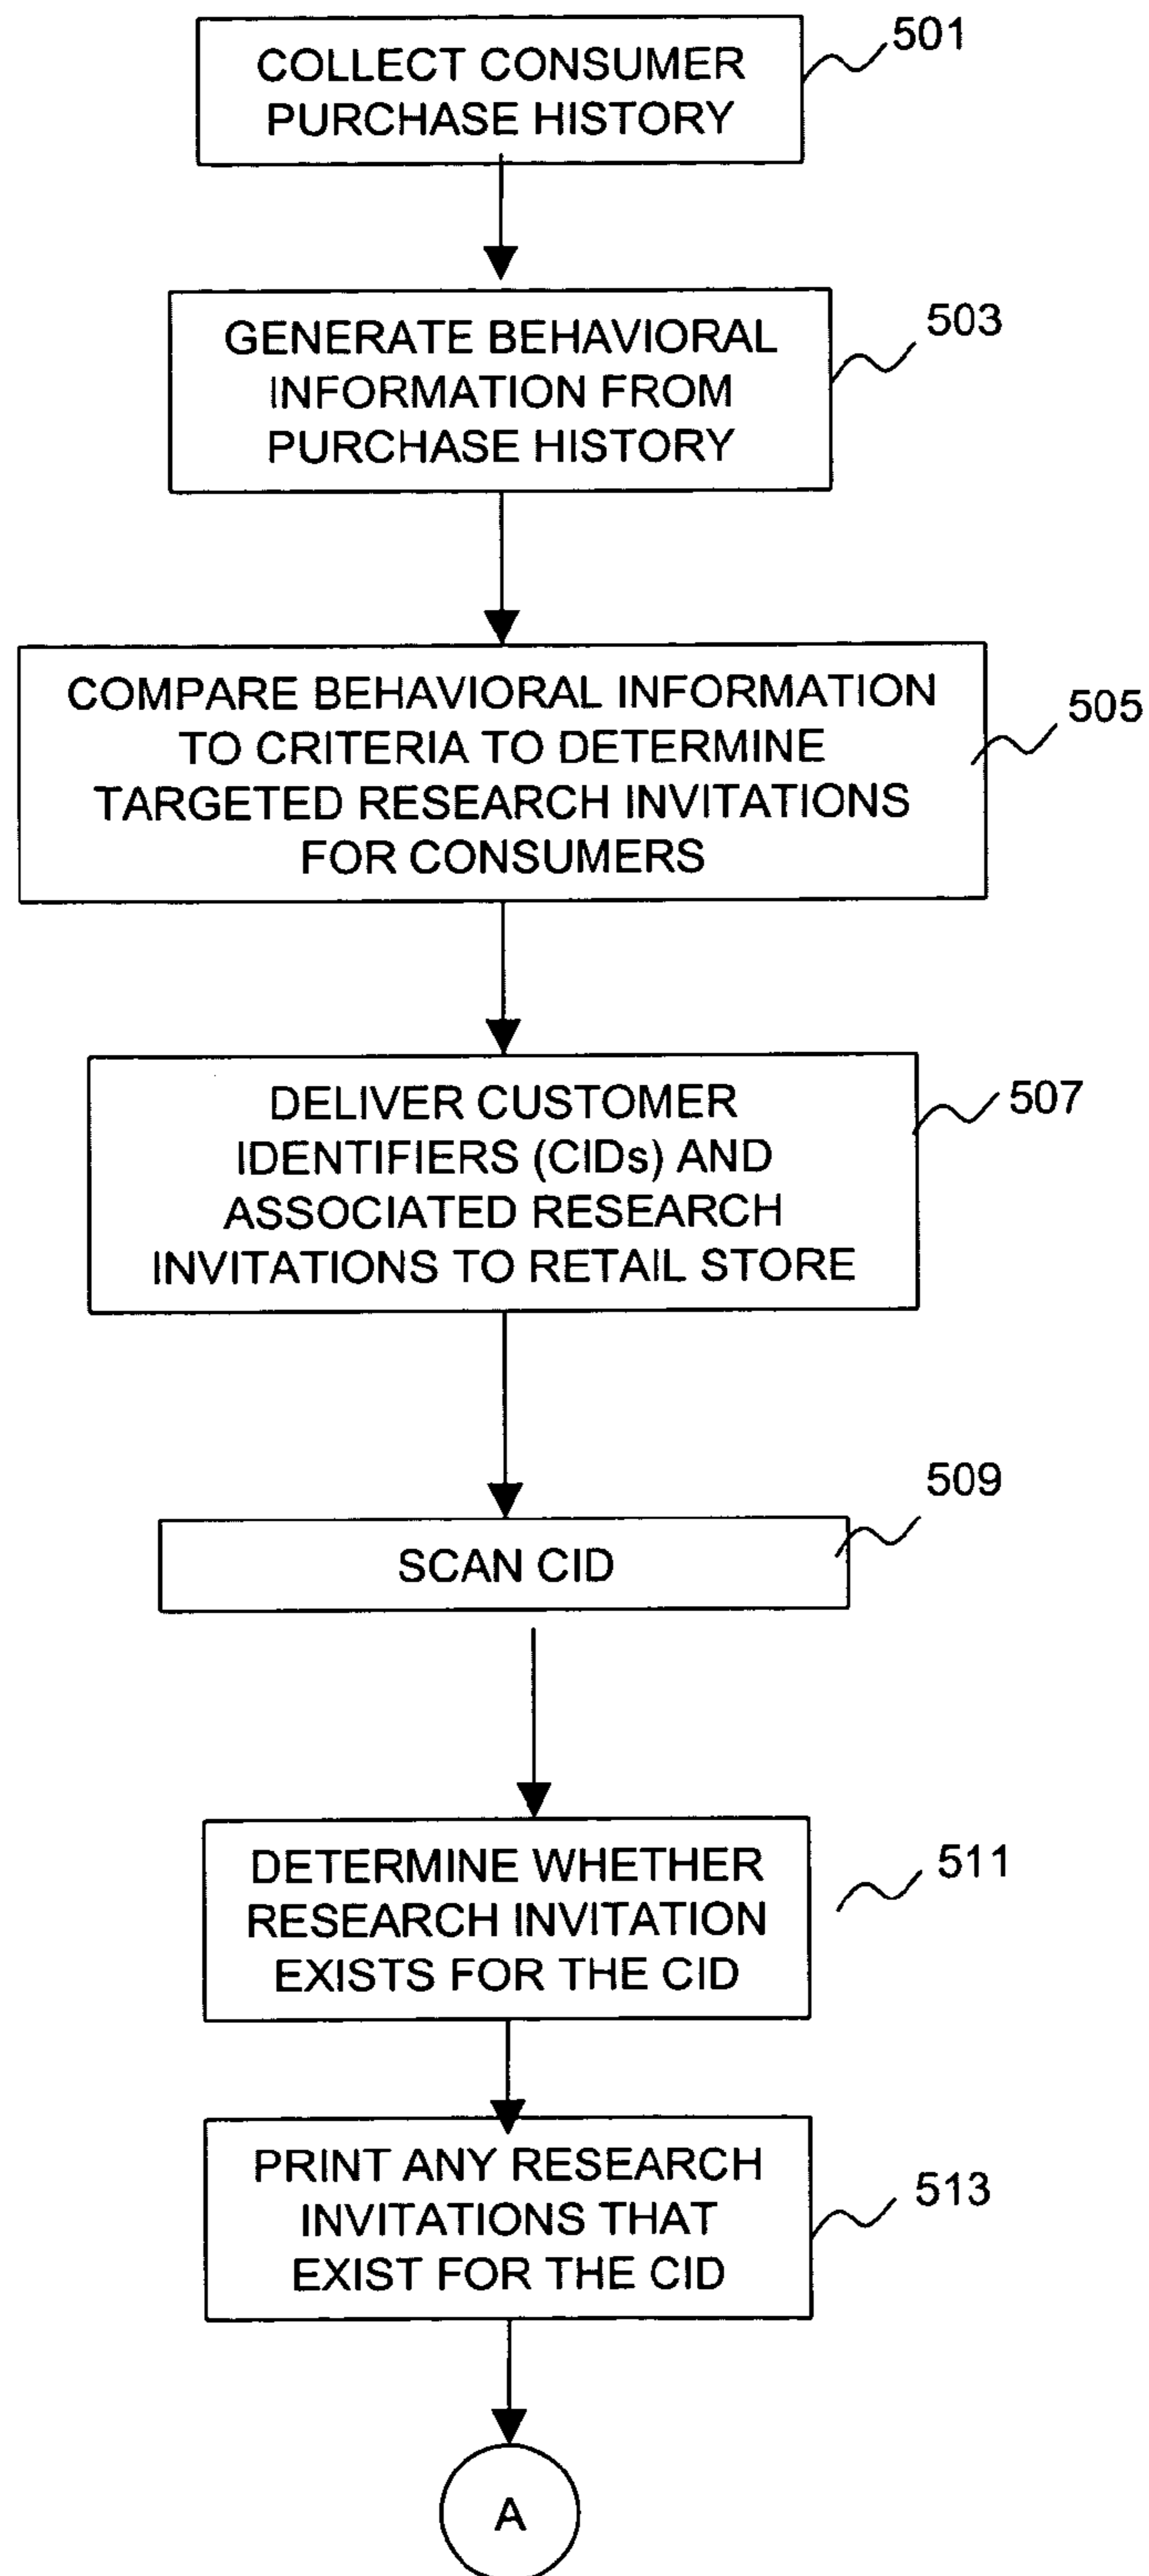 COLLECT CONSUMER
PURCHASE HISTORY
501
GENERATE BEHAVIORAL
INFORMATION FROM
PURCHASE HISTORY
503
COMPARE BEHAVIORAL INFORMATION
TO CRITERIA TO DETERMINE
TARGETED RESEARCH INVITATIONS
FOR CONSUMERS
505
DELIVER CUSTOMER
IDENTIFIERS (CIDs) AND
ASSOCIATED RESEARCH
INVITATIONS TO RETAIL STORE
507
SCAN CID
509
DETERMINE WHETHER
RESEARCH INVITATION
EXISTS FOR THE CID
511
PRINT ANY RESEARCH
INVITATIONS THAT
EXIST FOR THE CID
513
A